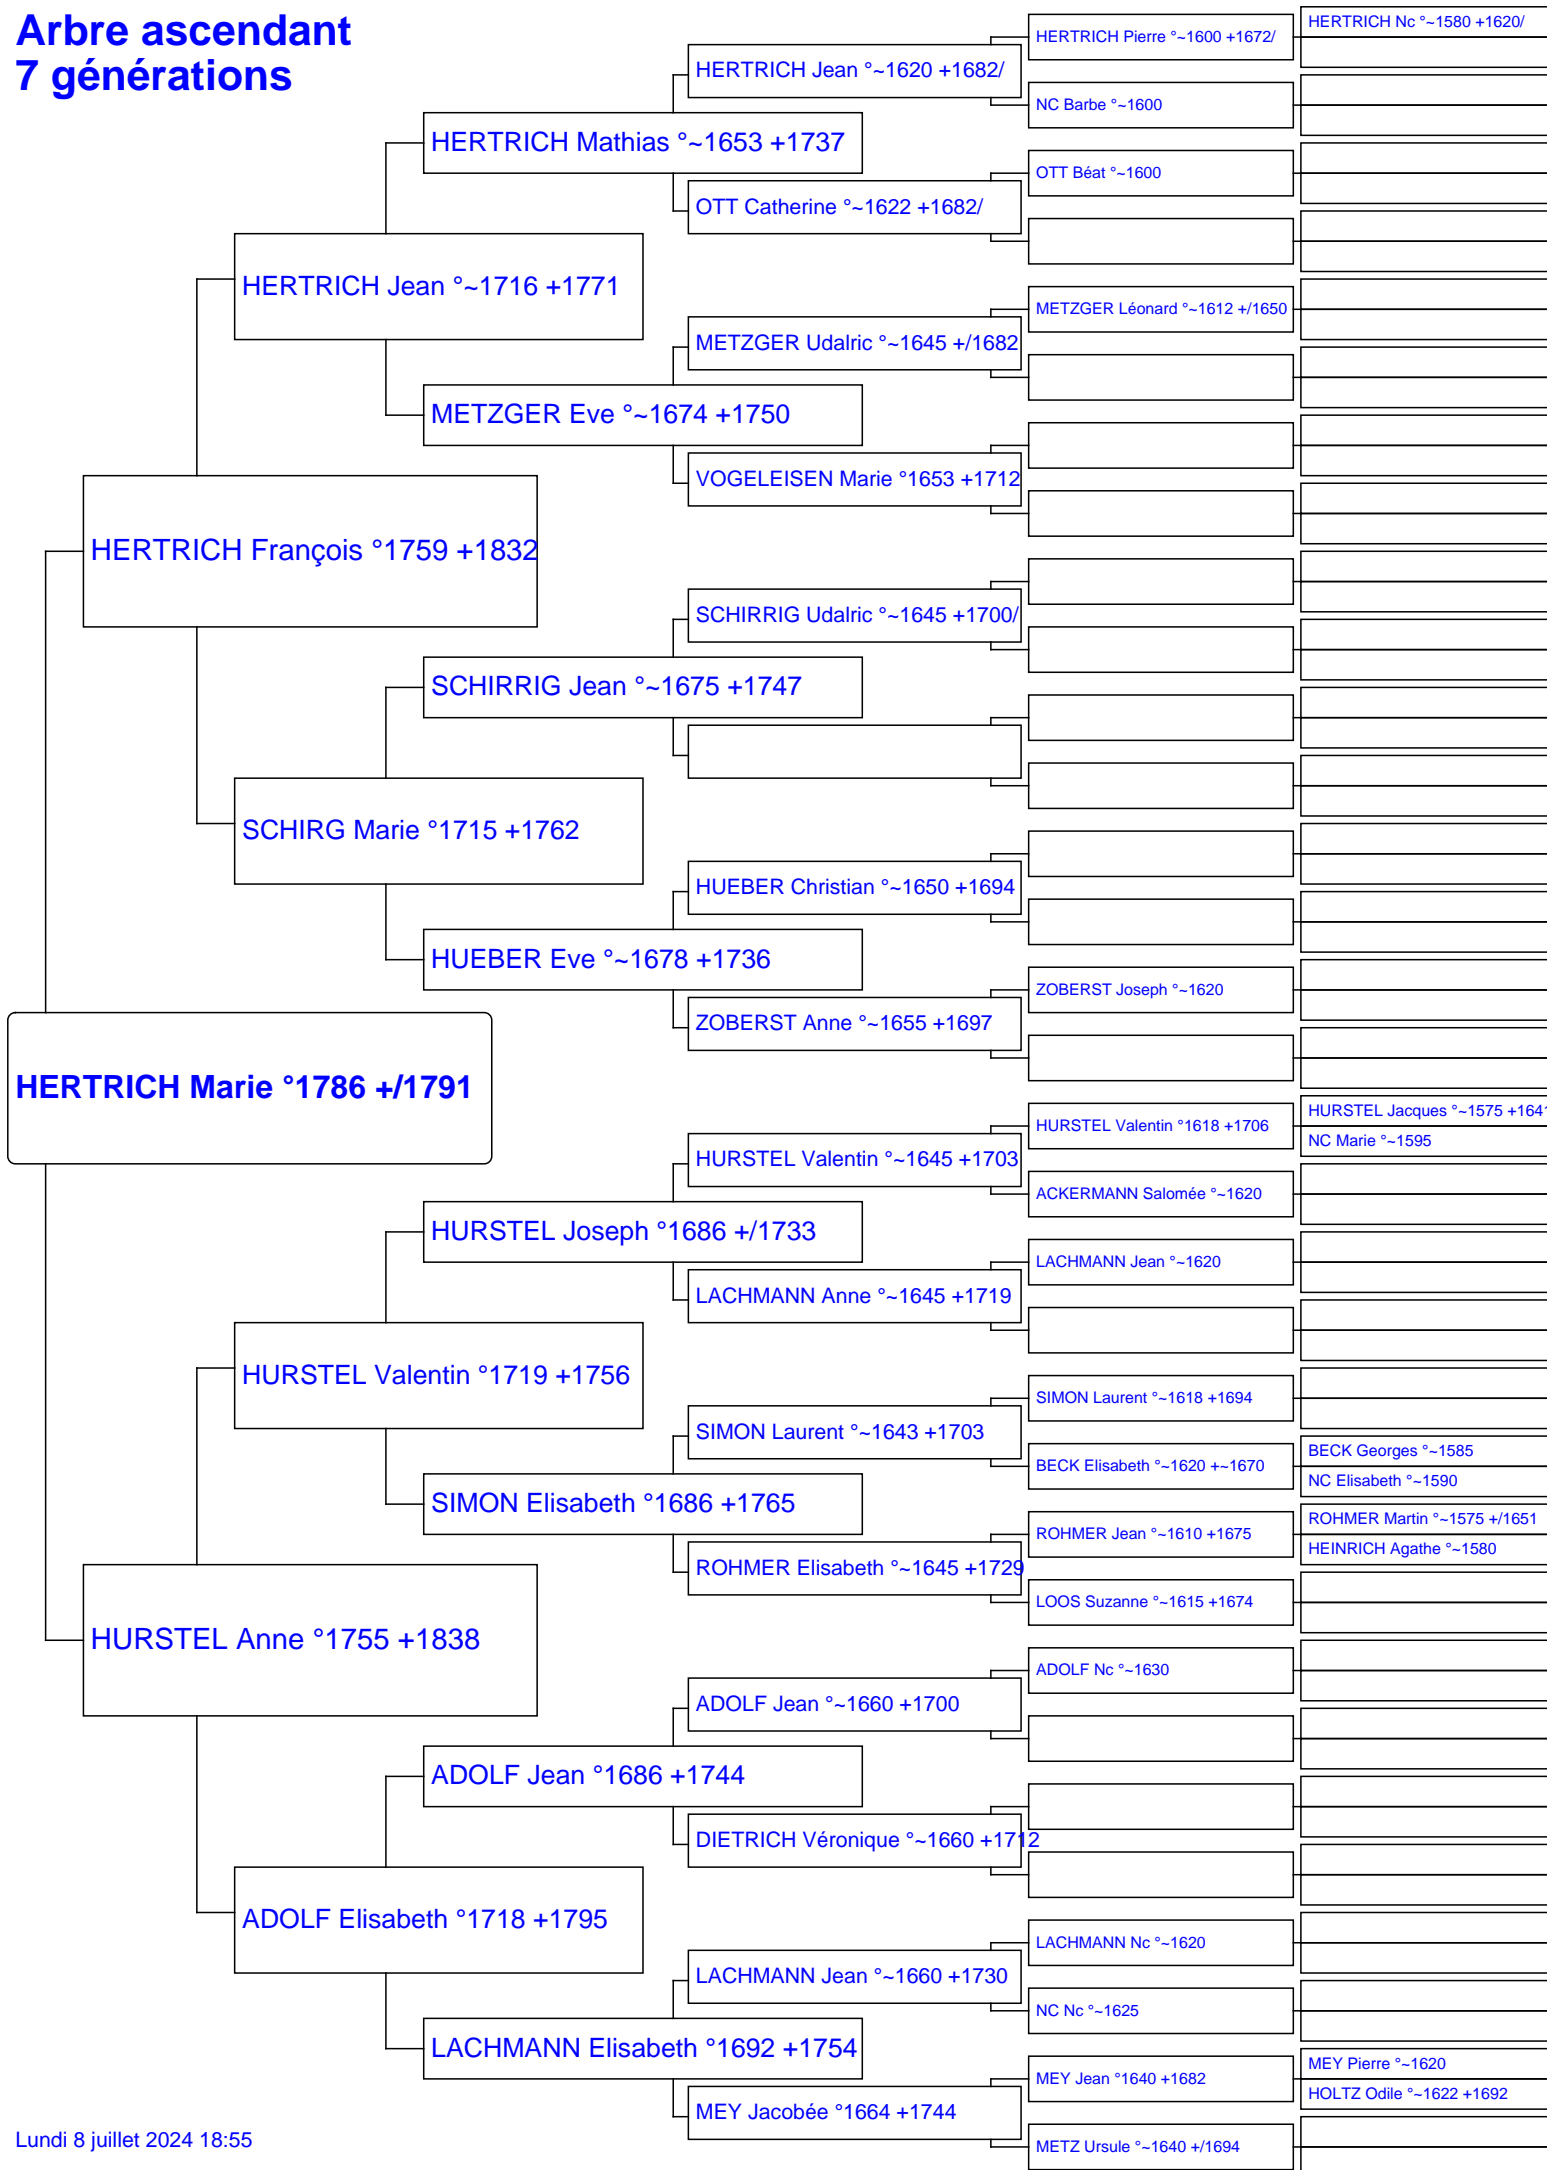 Arbre ascendant
7 générations
HERTRICH Marie °1786 +/1791
HERTRICH François °1759 +1832
HURSTEL Anne °1755 +1838
HERTRICH Jean °~1716 +1771
SCHIRG Marie °1715 +1762
HURSTEL Valentin °1719 +1756
ADOLF Elisabeth °1718 +1795
HERTRICH Mathias °~1653 +1737
METZGER Eve °~1674 +1750
SCHIRRIG Jean °~1675 +1747
HUEBER Eve °~1678 +1736
HURSTEL Joseph °1686 +/1733
SIMON Elisabeth °1686 +1765
ADOLF Jean °1686 +1744
LACHMANN Elisabeth °1692 +1754
HERTRICH Jean °~1620 +1682/
OTT Catherine °~1622 +1682/
METZGER Udalric °~1645 +/1682
VOGELEISEN Marie °1653 +1712
SCHIRRIG Udalric °~1645 +1700/
HUEBER Christian °~1650 +1694
ZOBERST Anne °~1655 +1697
HURSTEL Valentin °~1645 +1703
LACHMANN Anne °~1645 +1719
SIMON Laurent °~1643 +1703
ROHMER Elisabeth °~1645 +1729
ADOLF Jean °~1660 +1700
DIETRICH Véronique °~1660 +1712
LACHMANN Jean °~1660 +1730
MEY Jacobée °1664 +1744
HERTRICH Pierre °~1600 +1672/
NC Barbe °~1600
OTT Béat °~1600
METZGER Léonard °~1612 +/1650
ZOBERST Joseph °~1620
HURSTEL Valentin °1618 +1706
ACKERMANN Salomée °~1620
LACHMANN Jean °~1620
SIMON Laurent °~1618 +1694
BECK Elisabeth °~1620 +~1670
ROHMER Jean °~1610 +1675
LOOS Suzanne °~1615 +1674
ADOLF Nc °~1630
LACHMANN Nc °~1620
NC Nc °~1625
MEY Jean °1640 +1682
METZ Ursule °~1640 +/1694
HERTRICH Nc °~1580 +1620/
HURSTEL Jacques °~1575 +1641
NC Marie °~1595
BECK Georges °~1585
NC Elisabeth °~1590
ROHMER Martin °~1575 +/1651
HEINRICH Agathe °~1580
MEY Pierre °~1620
HOLTZ Odile °~1622 +1692
Lundi 8 juillet 2024 18:55